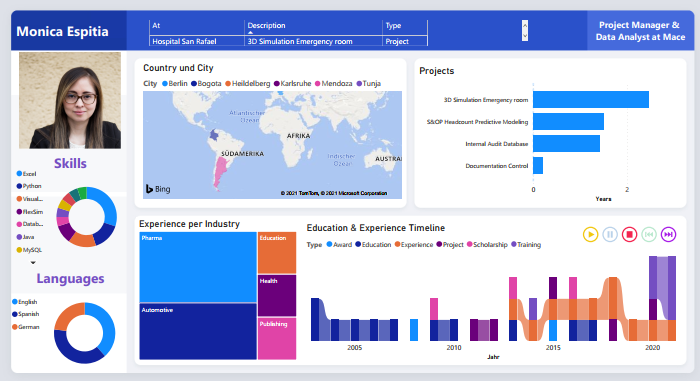 Monica Espitia
At Description Type
Hospital San Rafael 3D Simulation Emergency room Project
Project Manager &
Data Analyst at Mace
Skills
Excel
Python
Visual...
FlexSim
Datab...
Java
MySQL
Languages
English
Spanish
German
Country und City
City Berlin Bogota Heildelberg Karlsruhe Mendoza Tunja
Atlantischer
Ozean
AFRIKA
SÜDAMERIKA
Indischer
Ozean
AUSTRA
Bing
© 2021 TomTom, © 2021 Microsoft Corporation
Projects
3D Simulation Emergency room
S&OP Headcount Predictive Modeling
Internal Audit Database
Documentation Control
0 2
Years
Experience per Industry
Pharma
Automotive
Education
Health
Publishing
Education & Experience Timeline
Type Award Education Experience Project Scholarship Training
2005 2010 2015 2020
Jahr